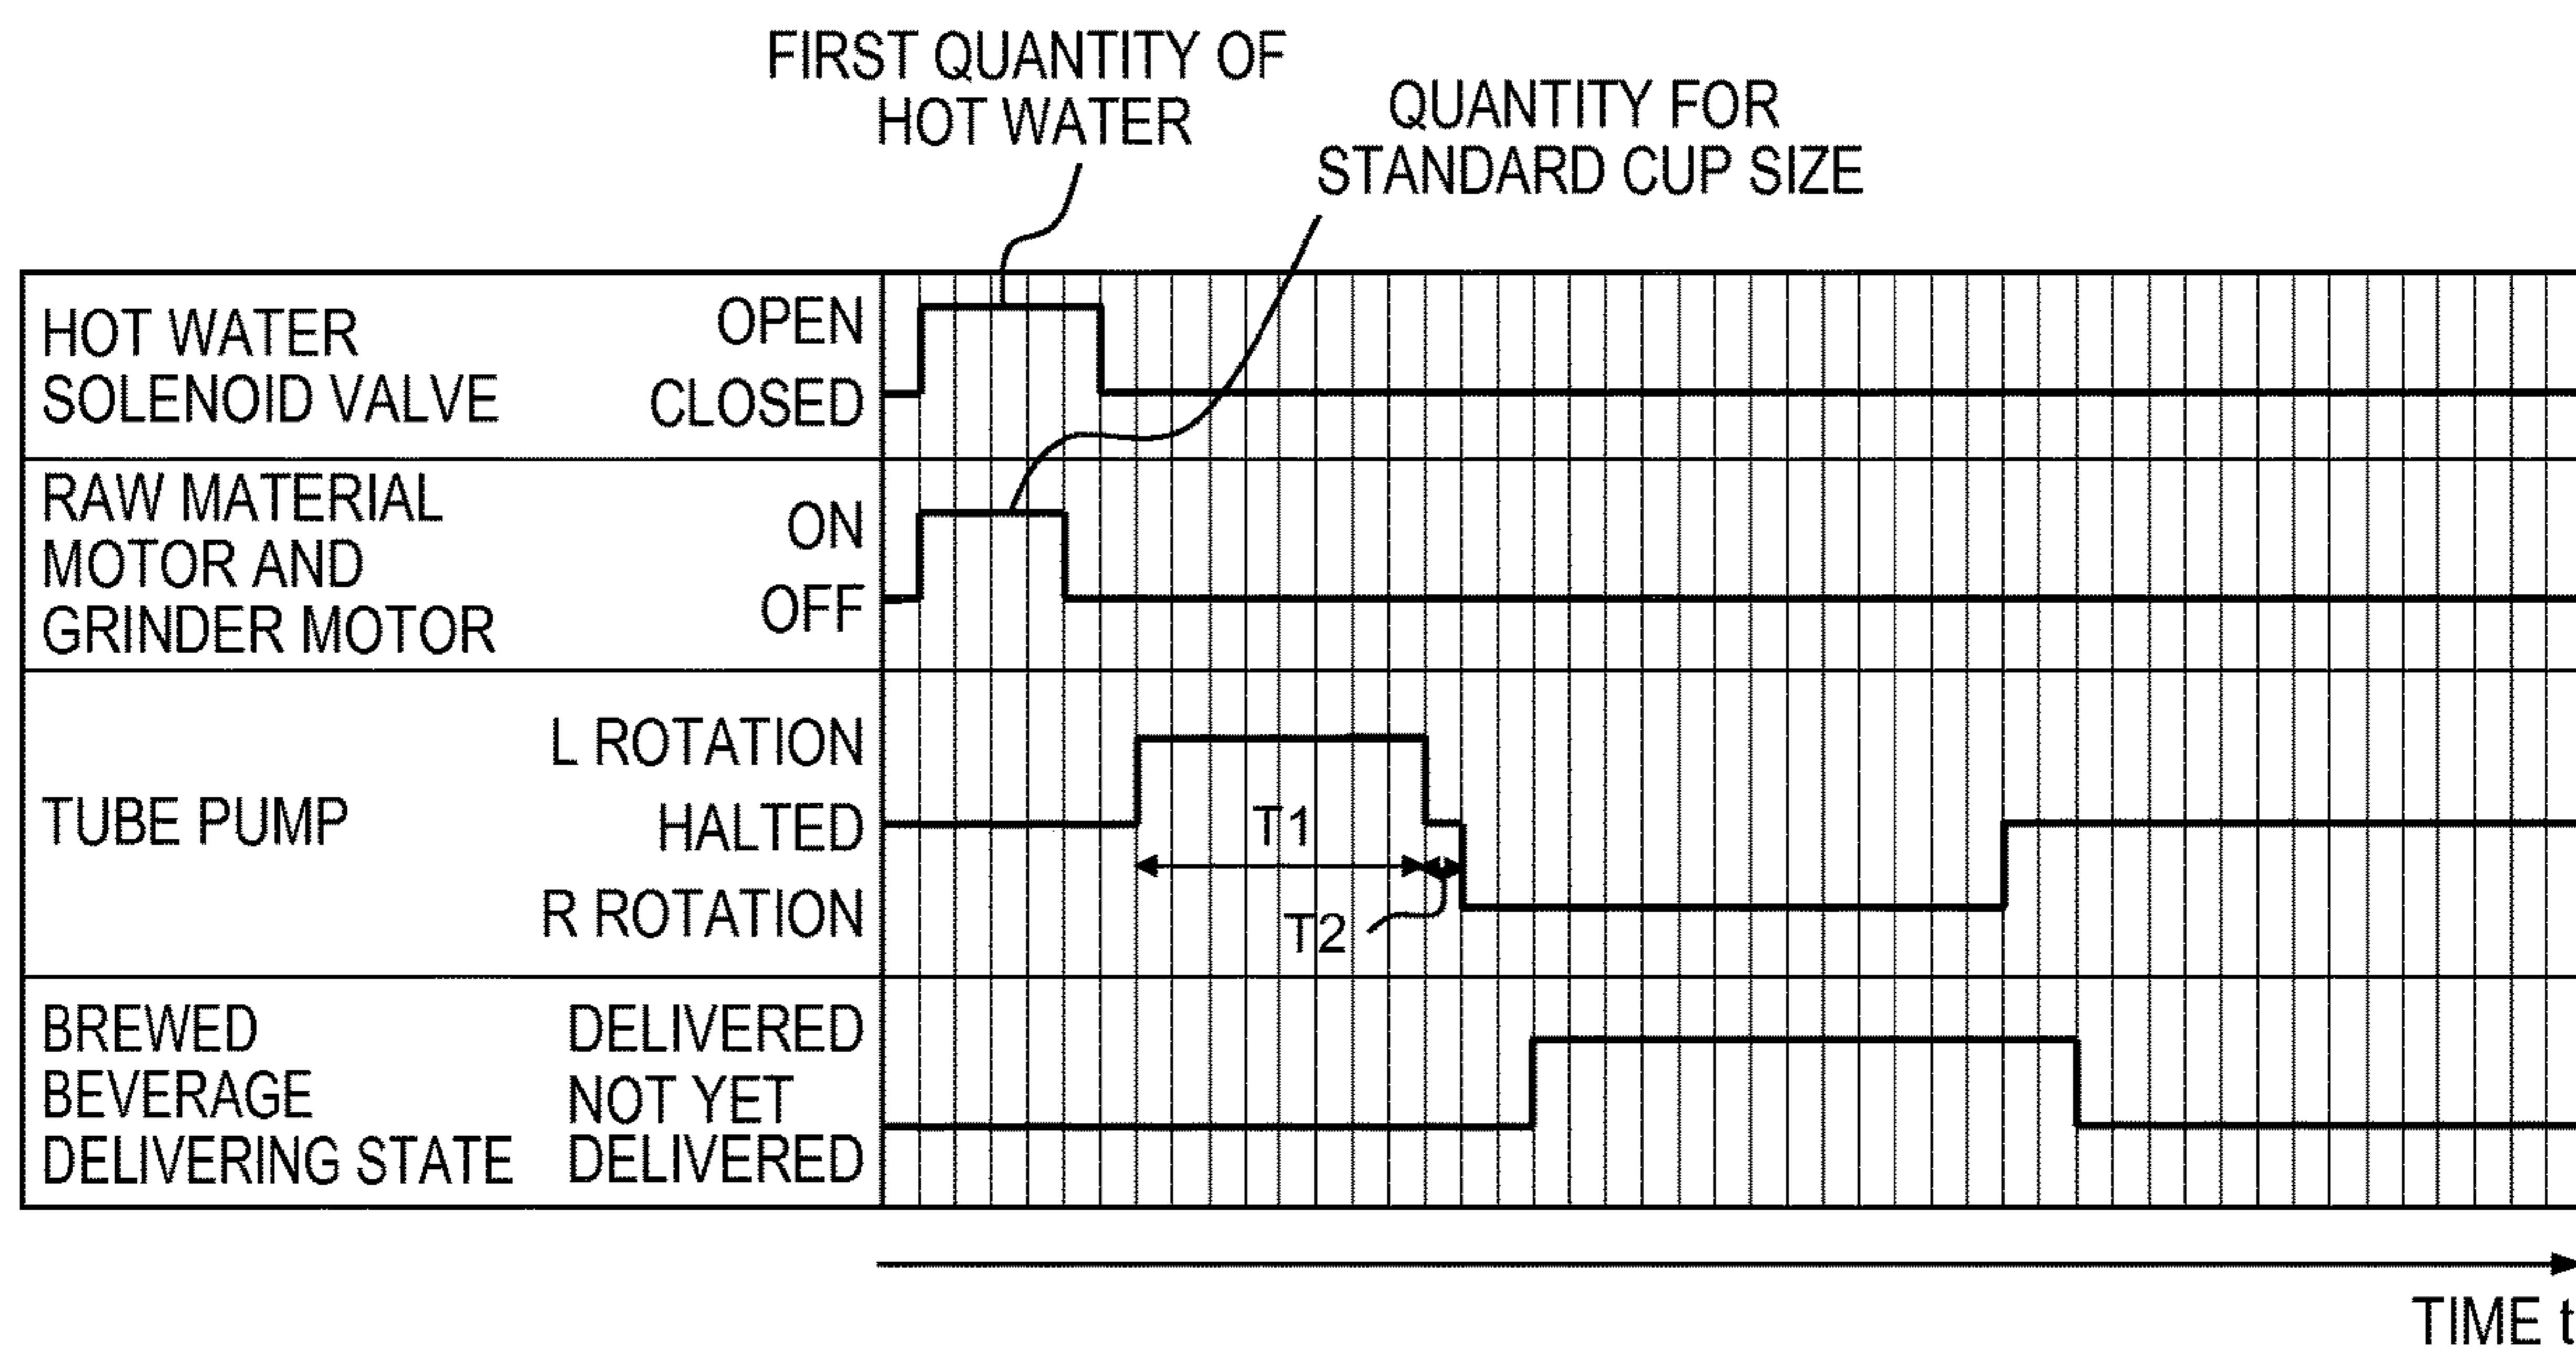 FIRST QUANTITY OF
HOT WATER
QUANTITY FOR
STANDARD CUP SIZE
HOT WATER
SOLENOID VALVE
OPEN
CLOSED
RAW MATERIAL
MOTOR AND
GRINDER MOTOR
ON
OFF
TUBE PUMP
L ROTATION
HALTED
R ROTATION
T1
T2
BREWED
BEVERAGE
DELIVERING STATE
DELIVERED
NOT YET
DELIVERED
TIME t